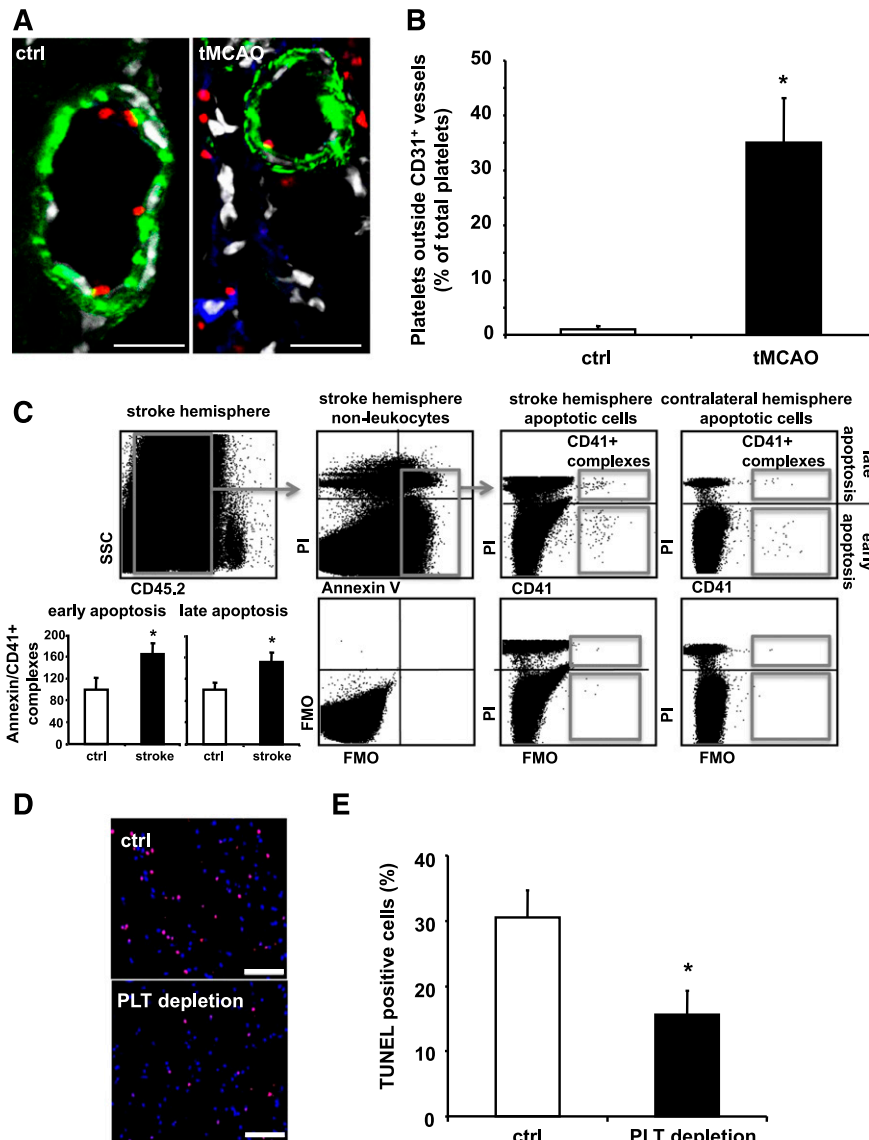 A
ctrl
tMCAO
B
Platelets outside CD31+ vessels
(% of total platelets)
50
40
30
20
10
0
*
ctrl
tMCAO
C
stroke hemisphere
SSC
CD45.2
stroke hemisphere
non-leukocytes
PI
Annexin V
stroke hemisphere
apoptotic cells
CD41+
complexes
PI
CD41
contralateral hemisphere
apoptotic cells
CD41+
complexes
PI
CD41
late
apoptosis
early
apoptosis
early apoptosis
late apoptosis
Annexin/CD41+
complexes
200
160
120
80
40
0
*
*
ctrl
stroke
ctrl
stroke
FMO
FMO
PI
FMO
PI
FMO
D
ctrl
PLT depletion
E
TUNEL positive cells (%)
40
30
20
10
0
*
ctrl
PLT depletion